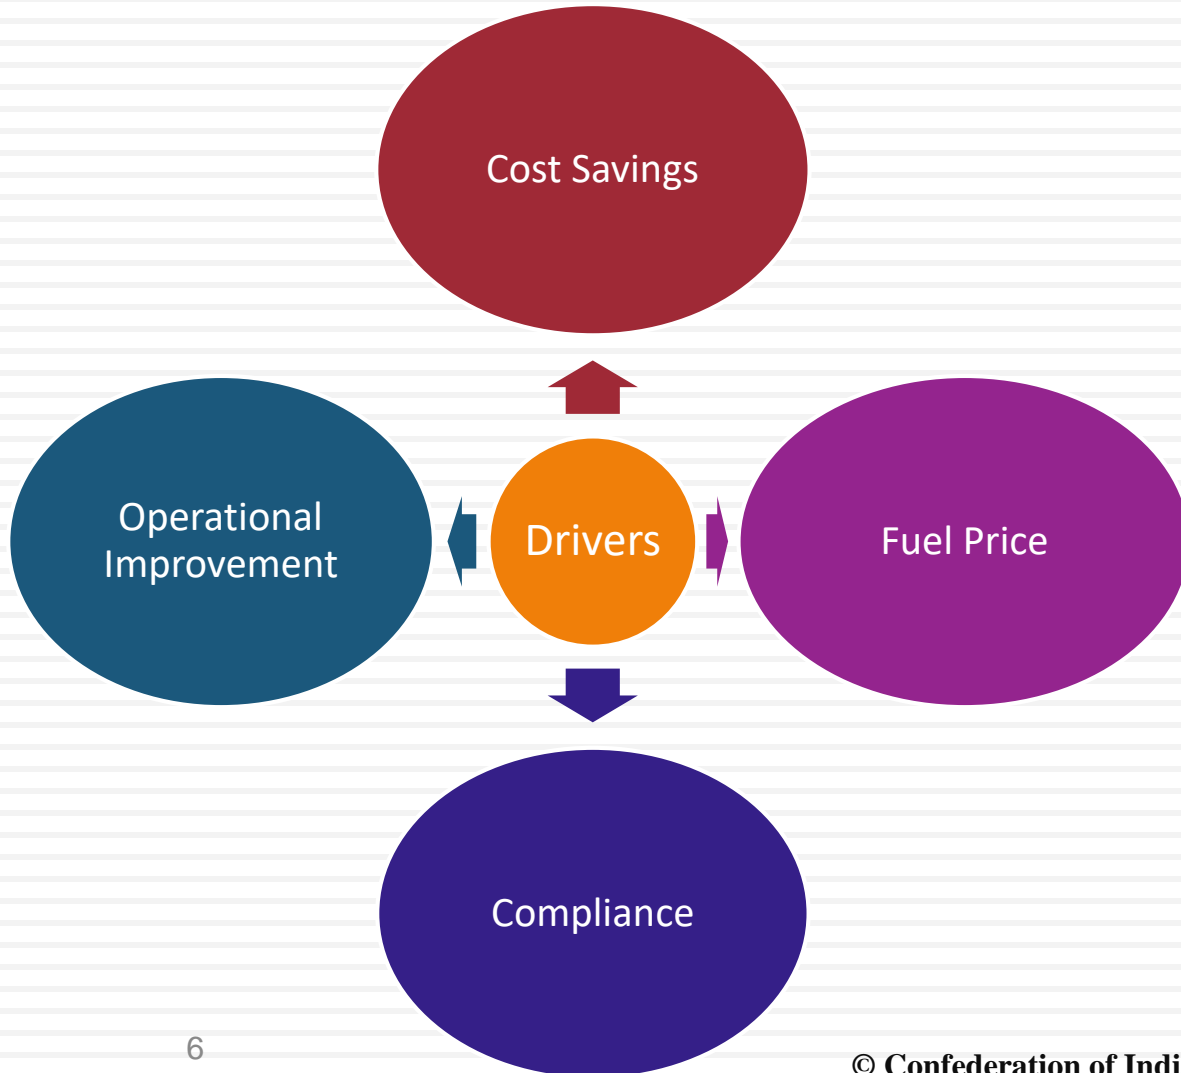 Cost Savings
Operational
Improvement
Drivers
Fuel Price
Compliance
6
© Confederation of Indi